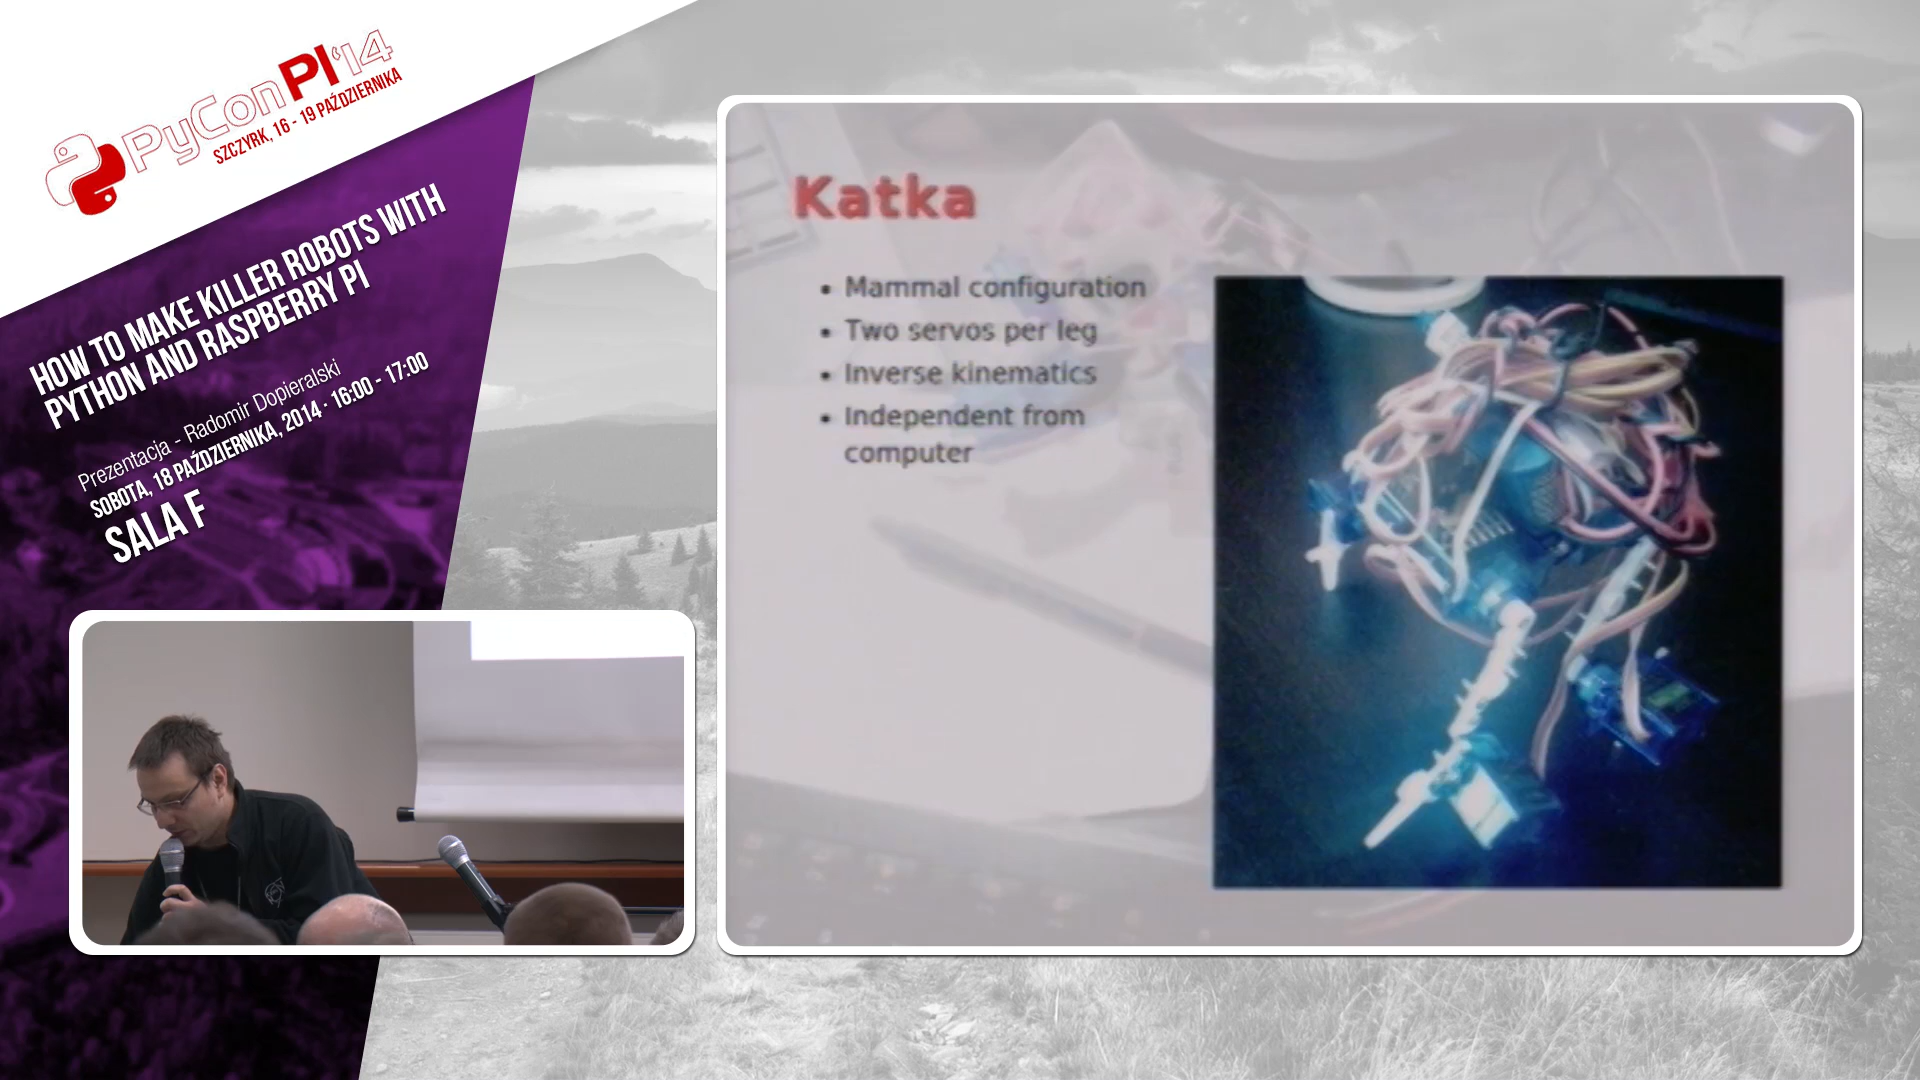 PyConPl'14
SZCZYRK, 16 - 19 PAŹDZIERNIKA
HOW TO MAKE KILLER ROBOTS WITH
PYTHON AND RASPBERRY PI
Prezentacja - Radomir Dopieralski
SOBOTA, 18 PAŹDZIERNIKA, 2014 · 16:00 - 17:00
SALA F
Katka
• Mammal configuration
• Two servos per leg
• Inverse kinematics
• Independent from
computer